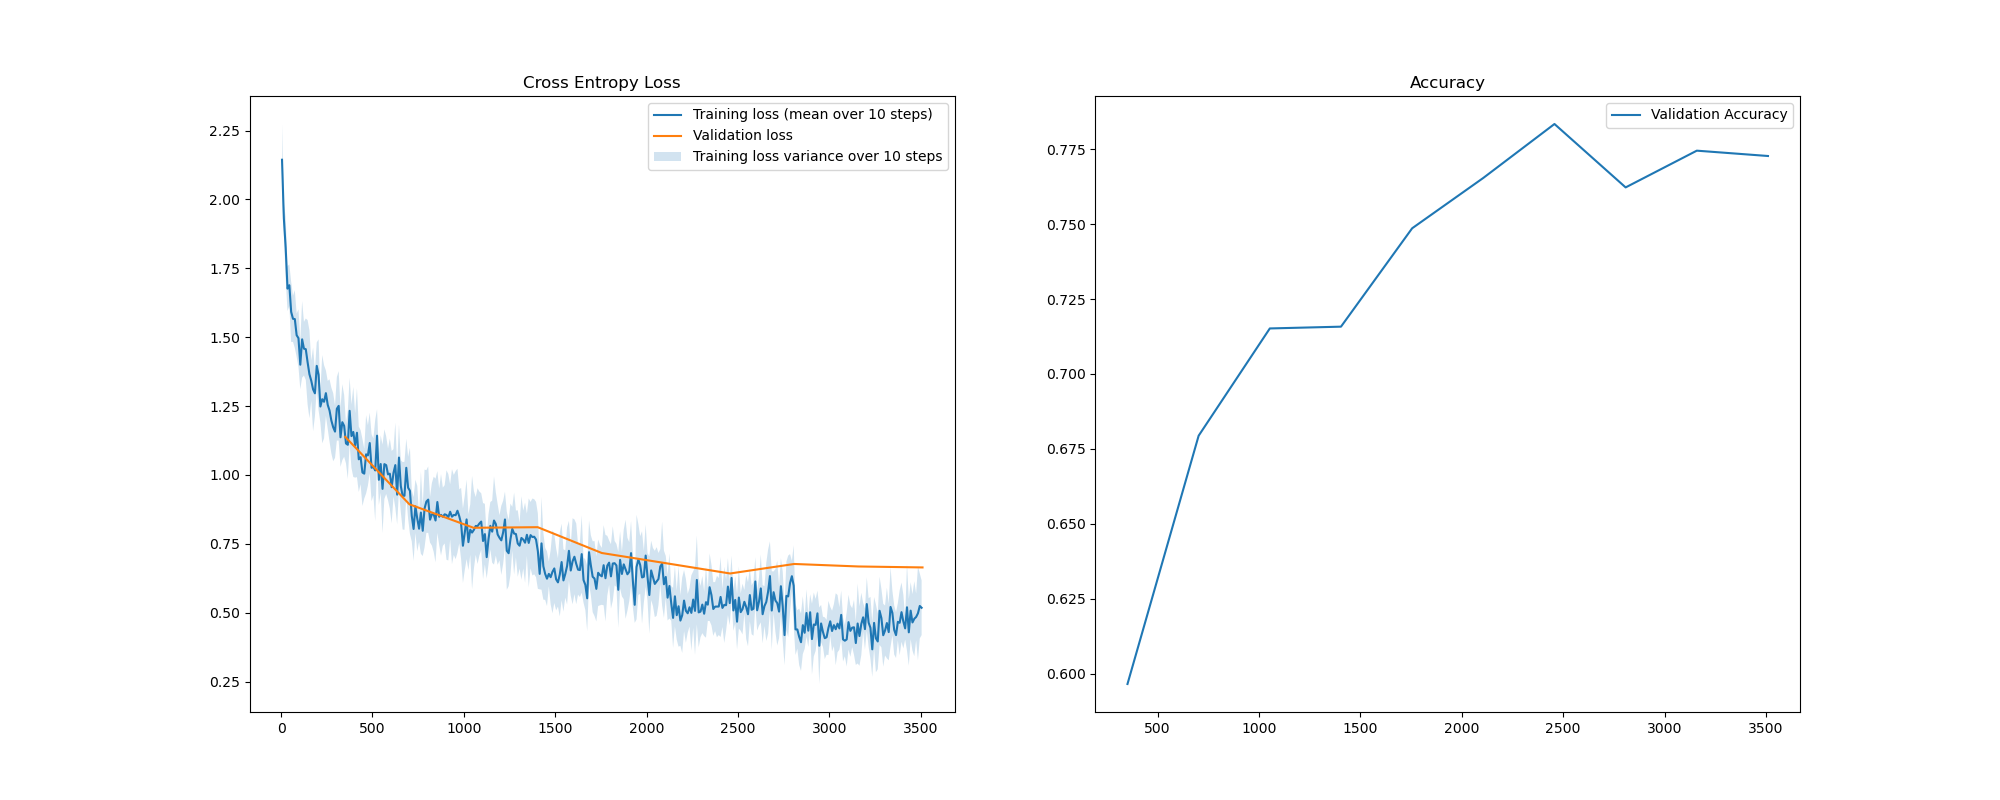 Cross Entropy Loss
Training loss (mean over 10 steps)
Validation loss
Training loss variance over 10 steps
2.25
2.00
1.75
1.50
1.25
1.00
0.75
0.50
0.25
0 500 1000 1500 2000 2500 3000 3500
Accuracy
Validation Accuracy
0.775
0.750
0.725
0.700
0.675
0.650
0.625
0.600
500 1000 1500 2000 2500 3000 3500